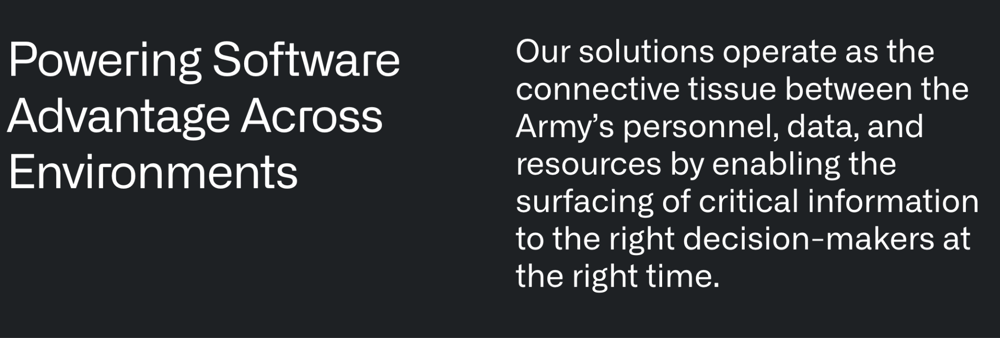 Powering Software
Advantage Across
Environments
Our solutions operate as the
connective tissue between the
Army’s personnel, data, and
resources by enabling the
surfacing of critical information
to the right decision-makers at
the right time.